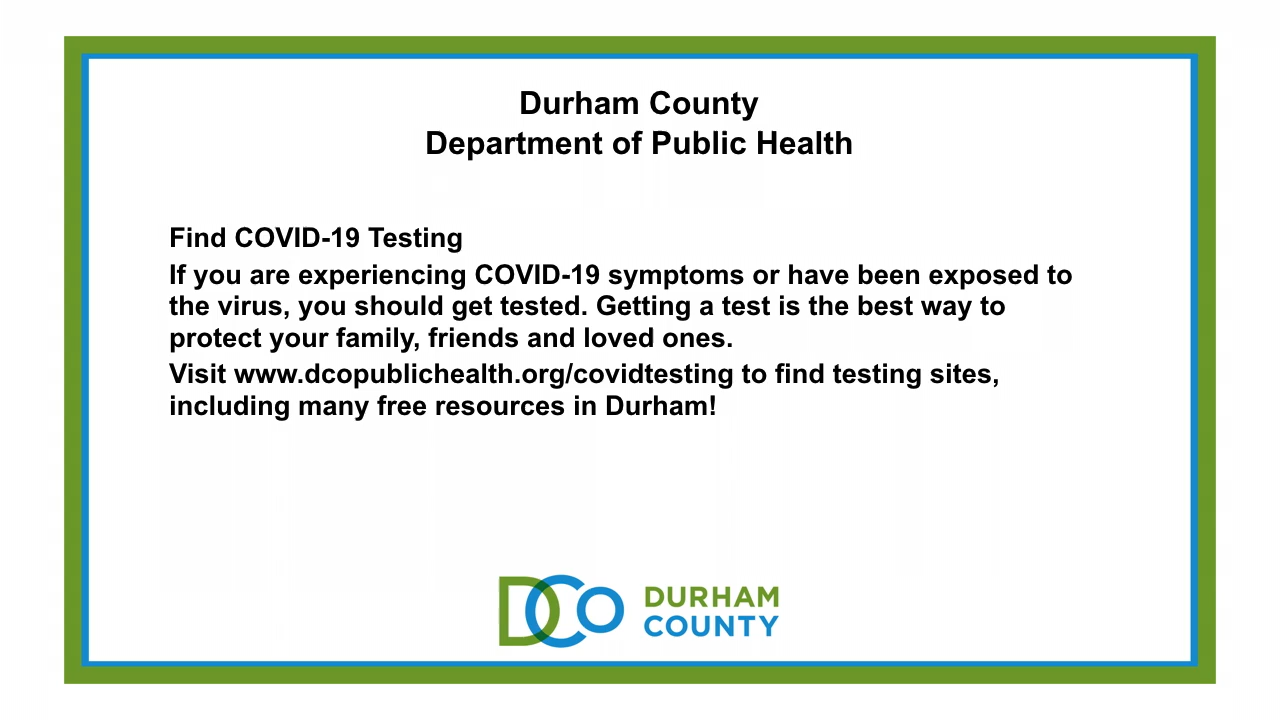 Durham County
Department of Public Health
Find COVID-19 Testing
If you are experiencing COVID-19 symptoms or have been exposed to
the virus, you should get tested. Getting a test is the best way to
protect your family, friends and loved ones.
Visit www.dcopublichealth.org/covidtesting to find testing sites,
including many free resources in Durham!
DCO DURHAM
COUNTY